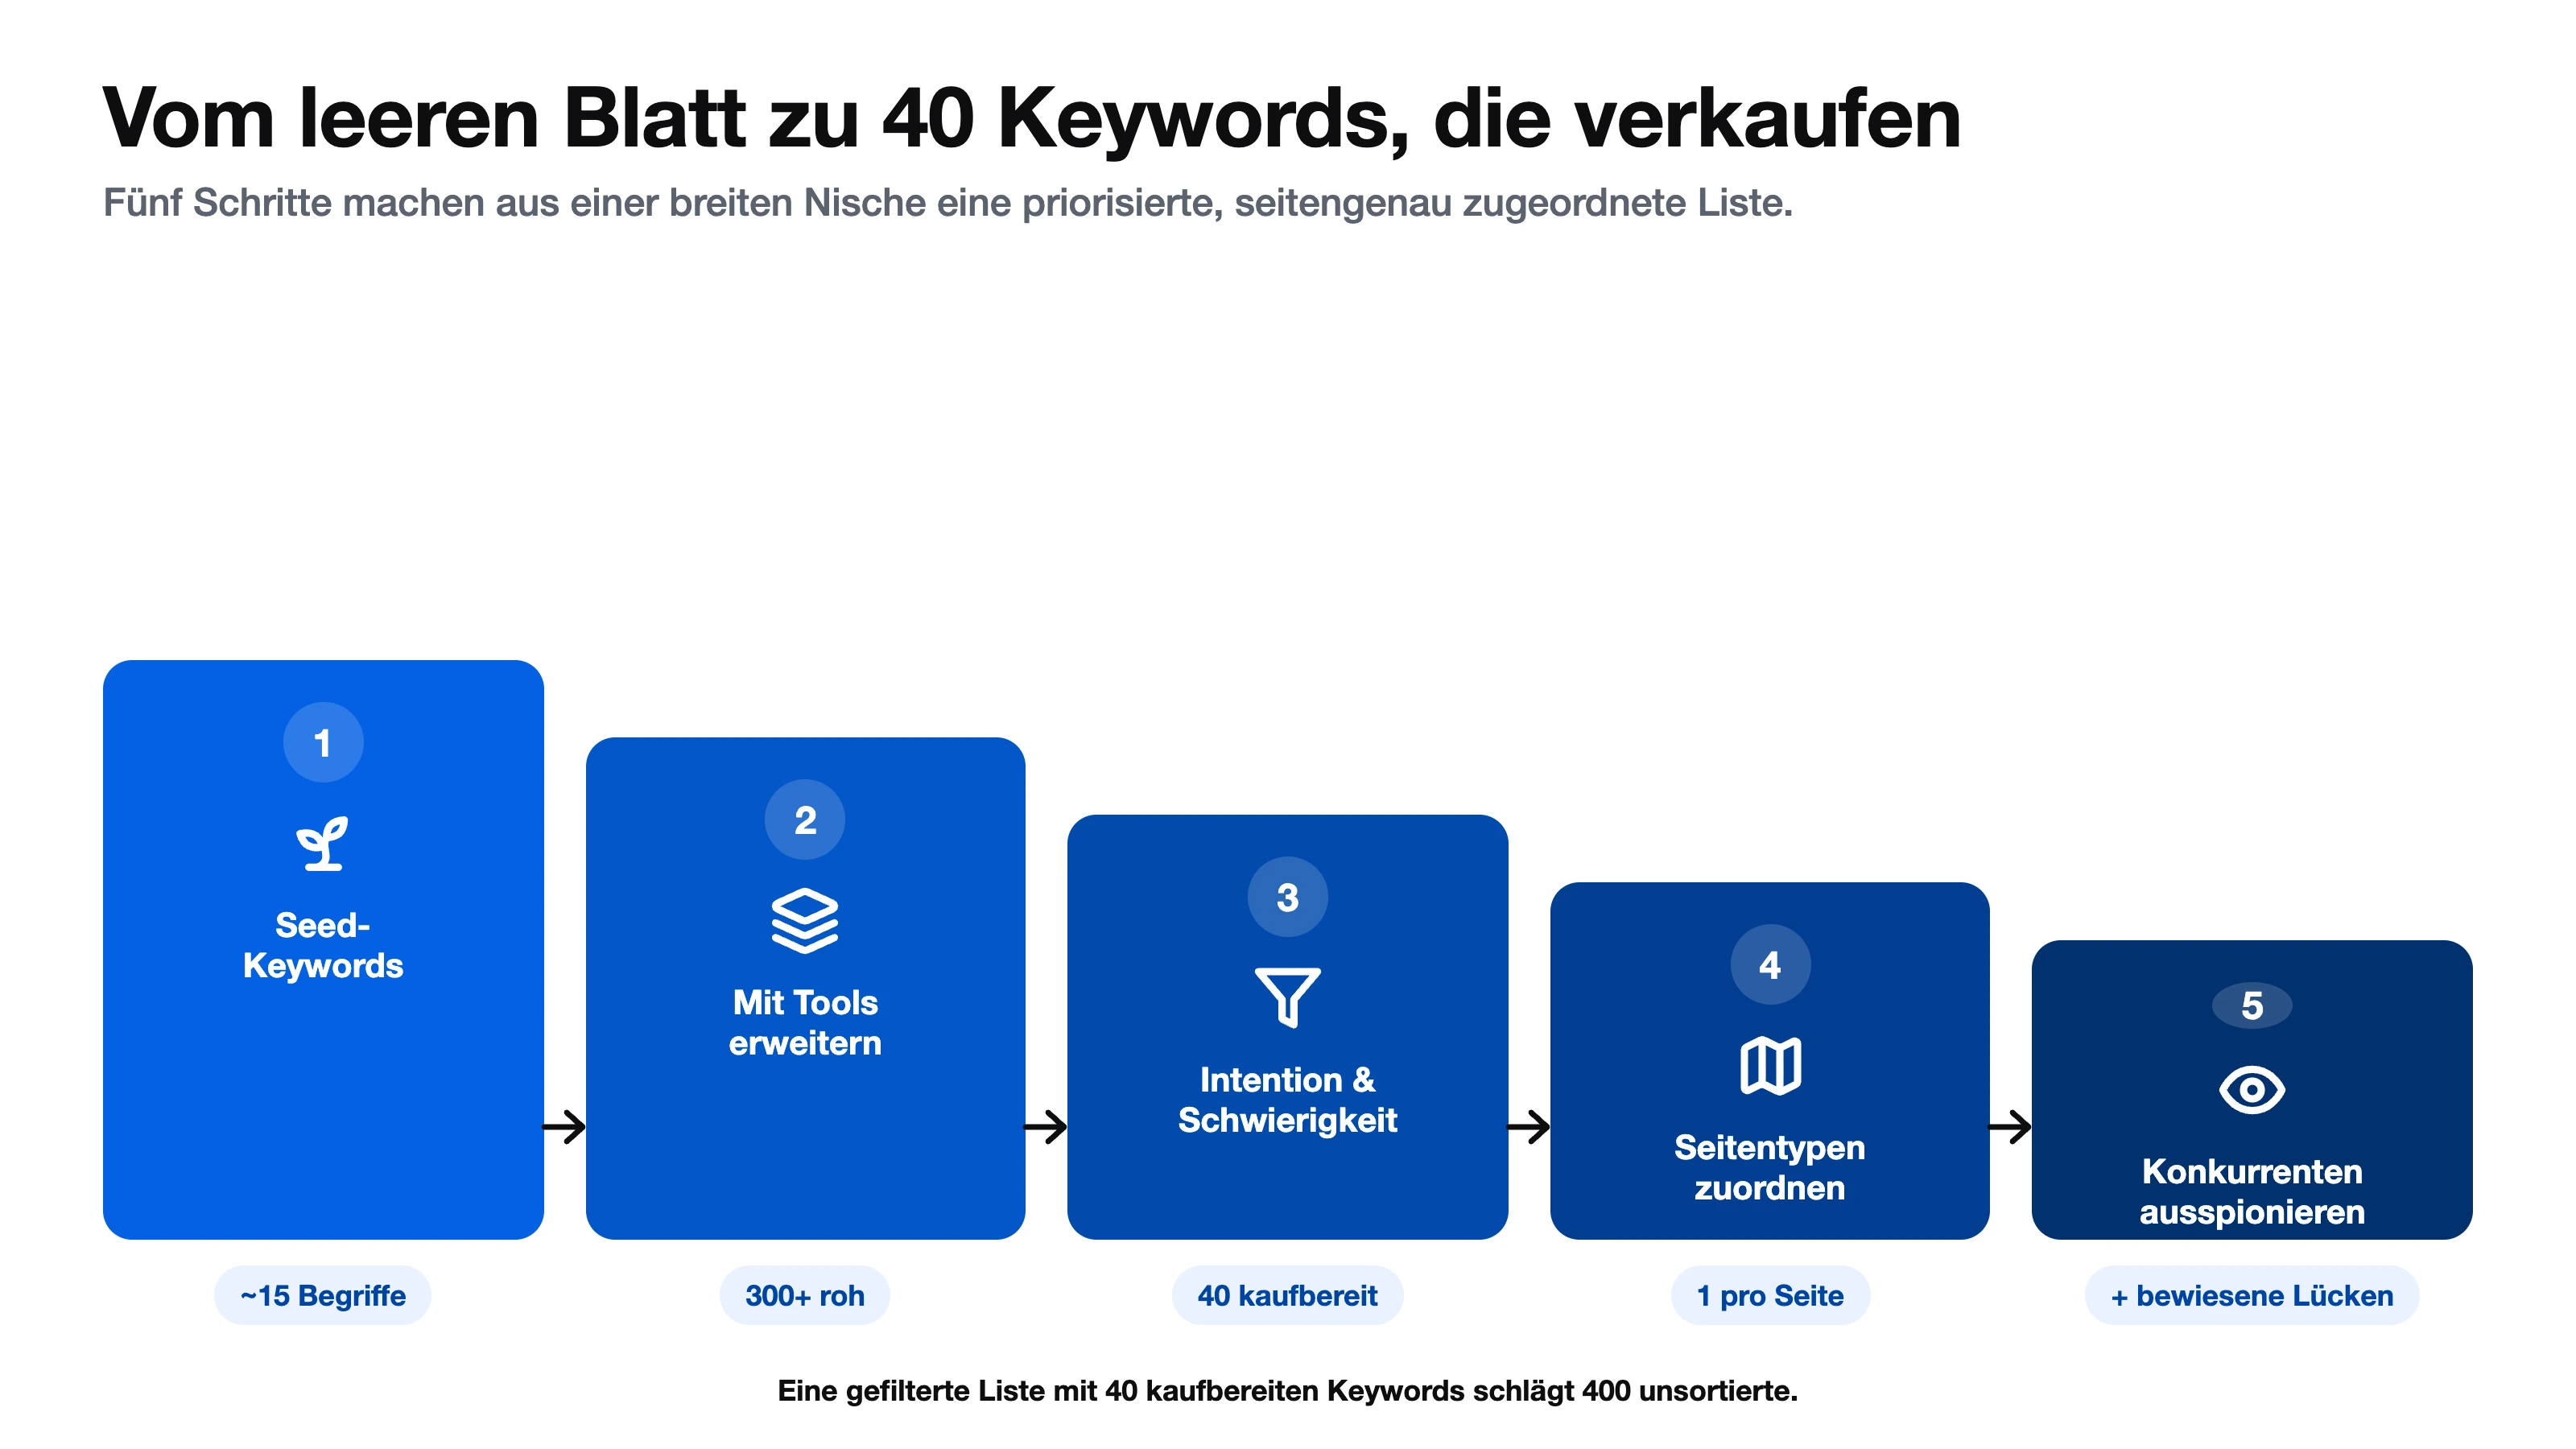 Vom leeren Blatt zu 40 Keywords, die verkaufen
Fünf Schritte machen aus einer breiten Nische eine priorisierte, seitengenau zugeordnete Liste.
1
Seed-
Keywords
~15 Begriffe
2
Mit Tools
erweitern
300+ roh
3
Intention &
Schwierigkeit
40 kaufbereit
4
Seitentypen
zuordnen
1 pro Seite
5
Konkurrenten
ausspionieren
+ bewiesene Lücken
Eine gefilterte Liste mit 40 kaufbereiten Keywords schlägt 400 unsortierte.